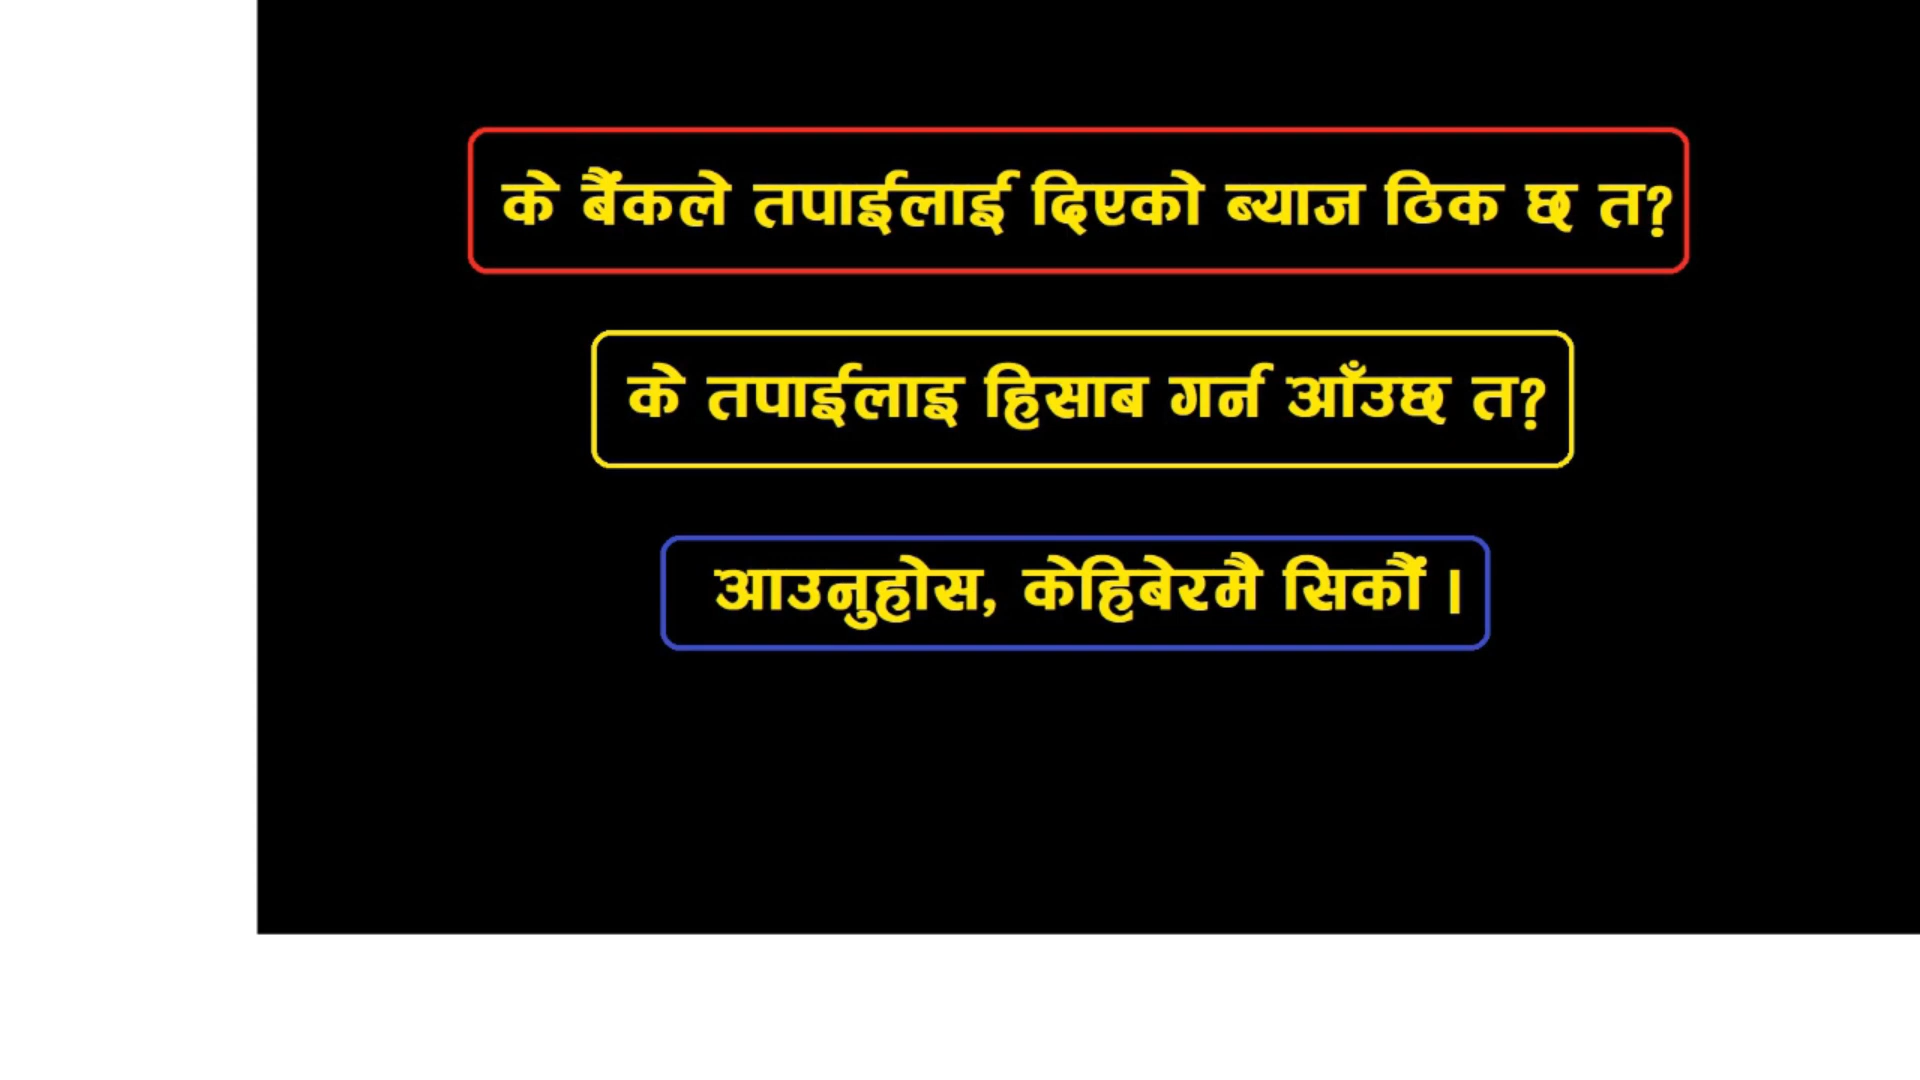 के बैंकले तपाईलाई दिएको ब्याज ठिक छ त?
के तपाईलाइ हिसाब गर्न आँउछ त?
आउनुहोस, केहिबेरमै सिकौं ।